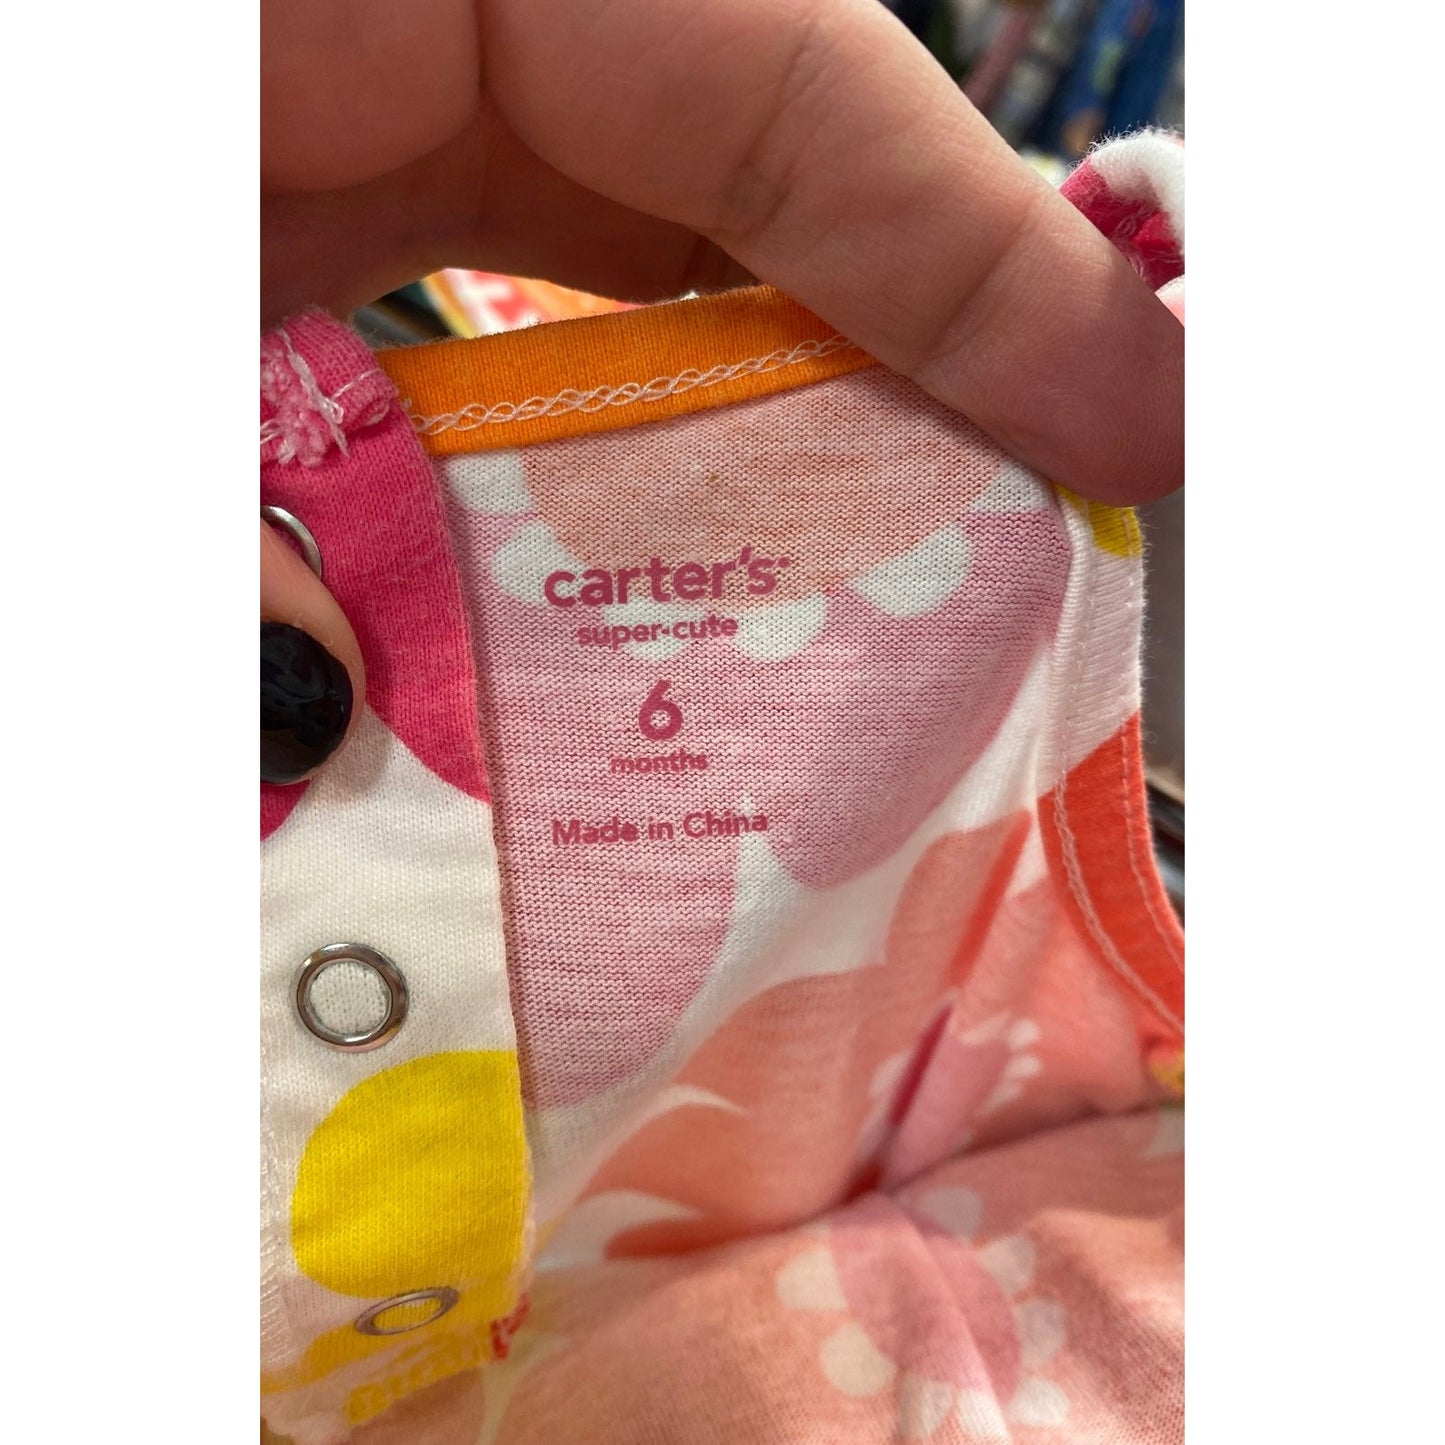 carter's
super-cute
6
months
Made in China